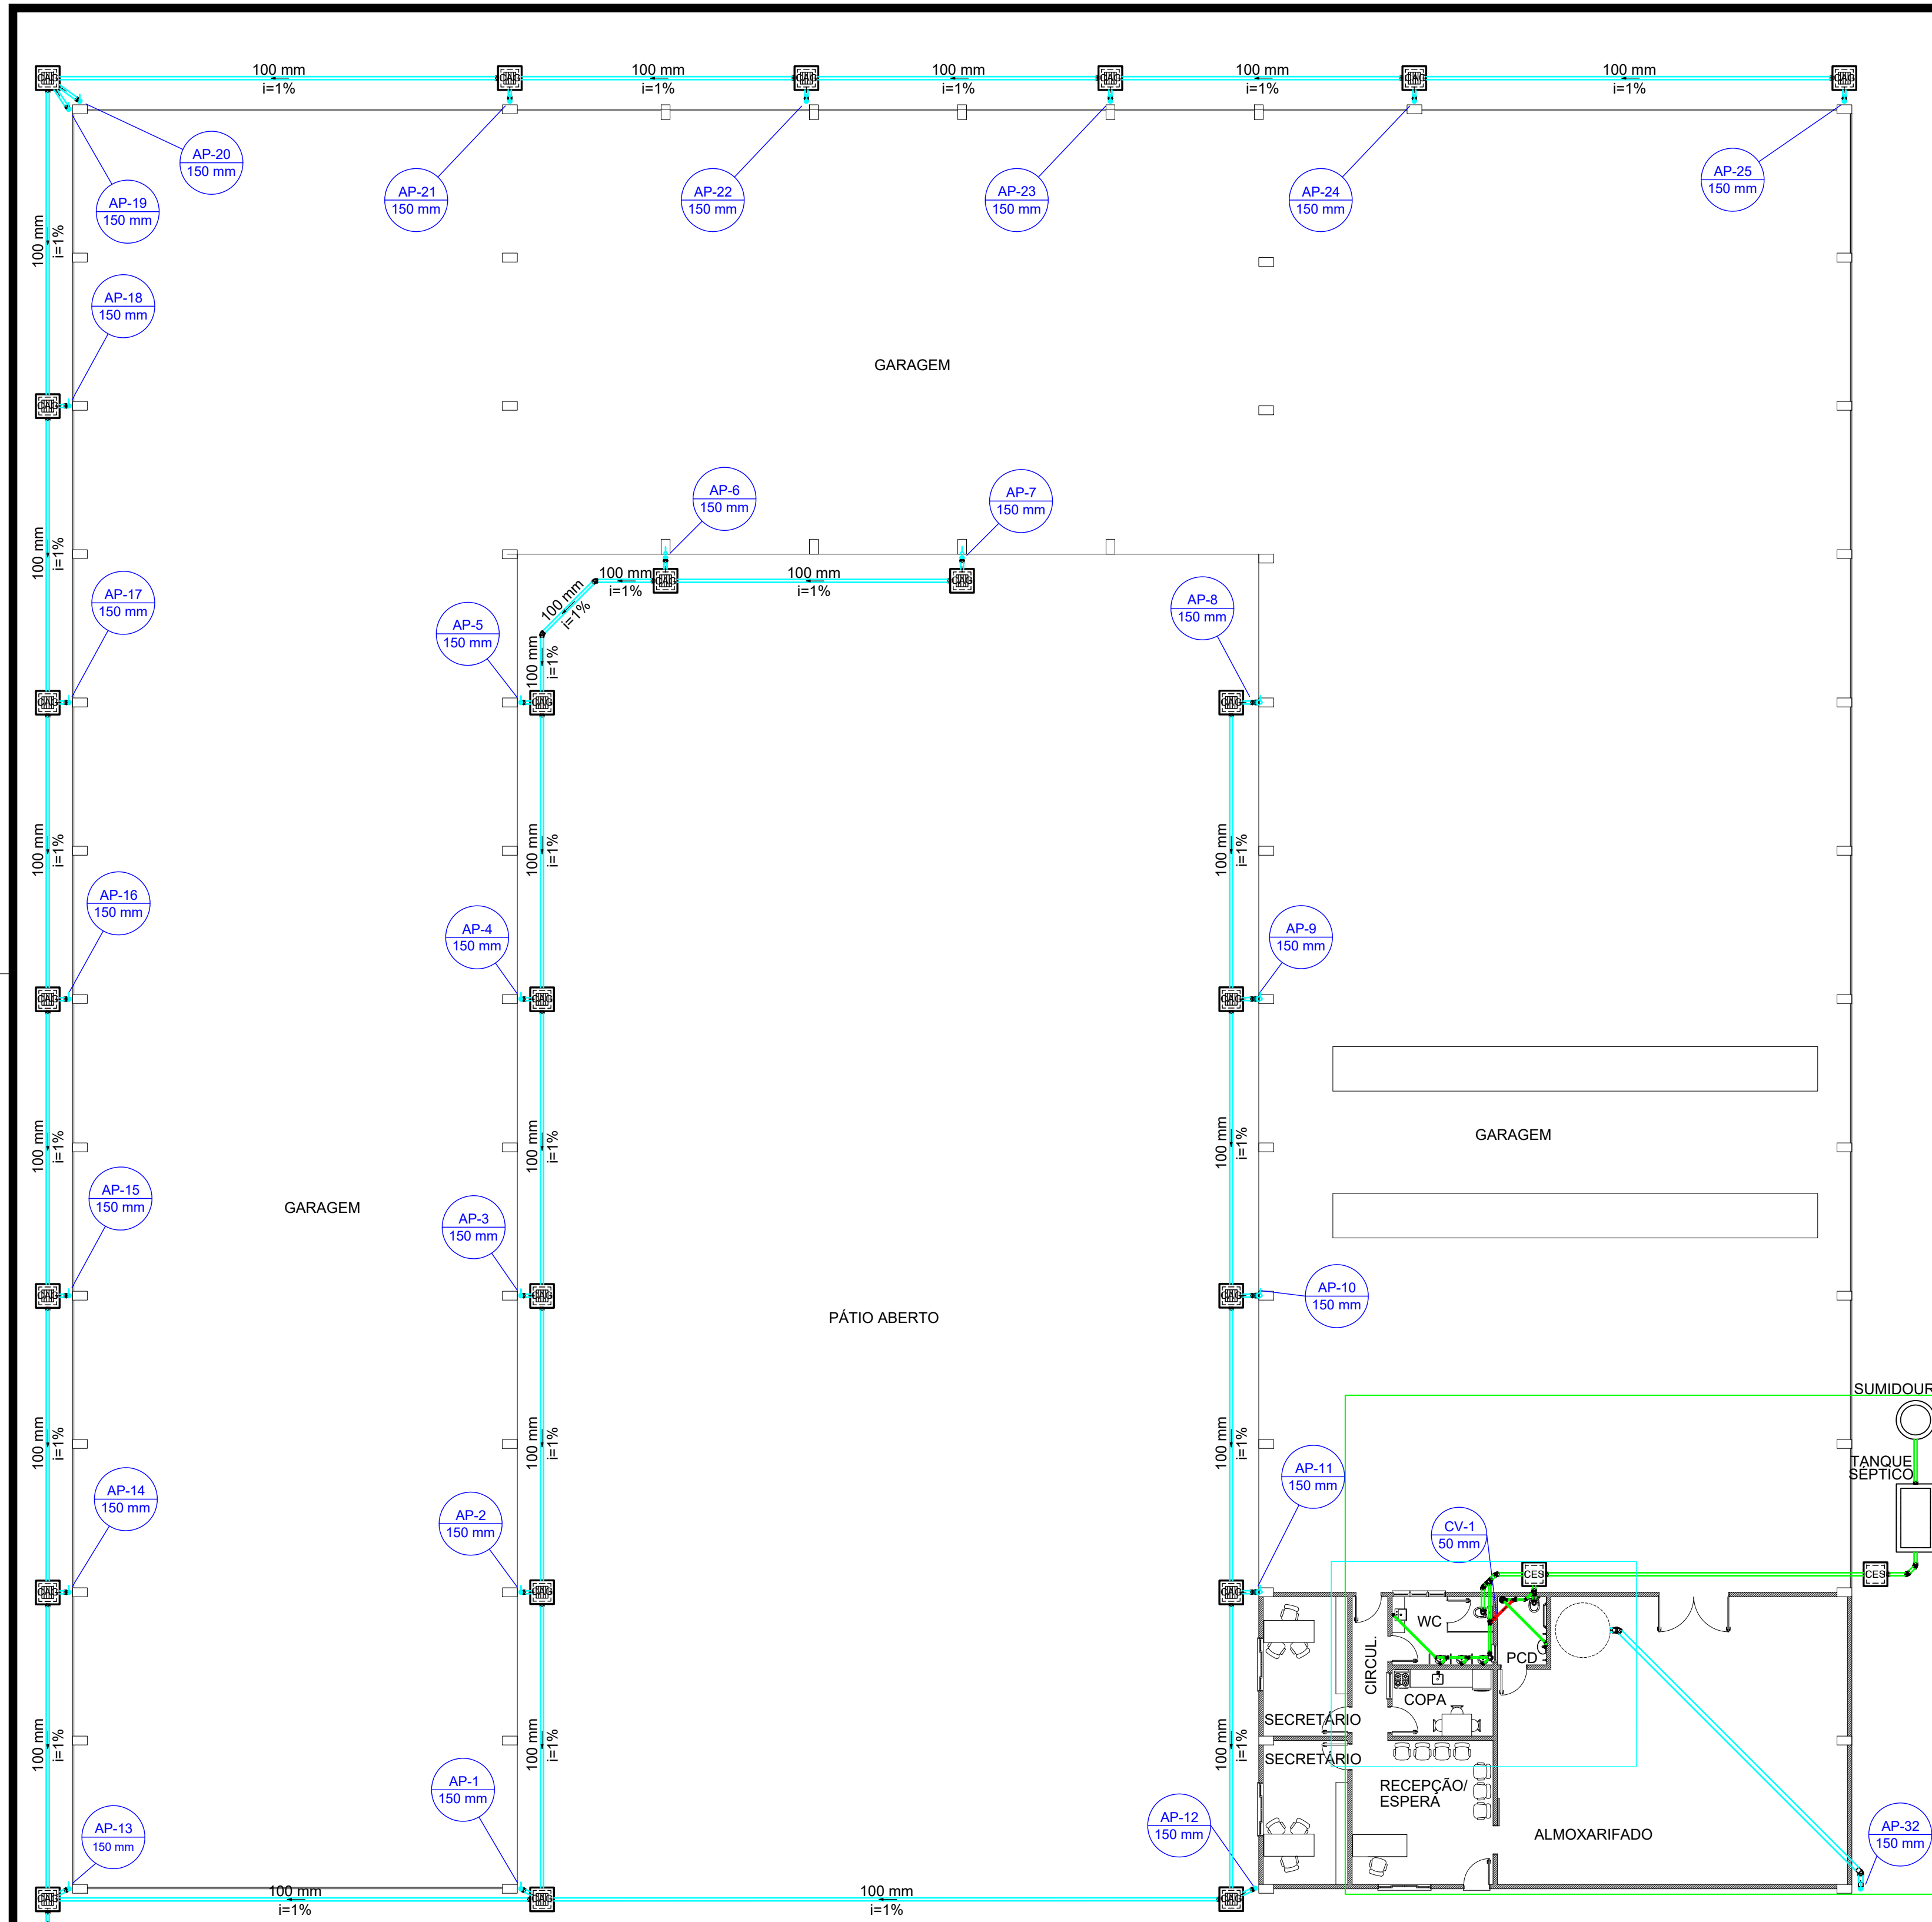 100 mm
i=1%
100 mm
i=1%
100 mm
i=1%
100 mm
i=1%
100 mm
i=1%
AP-20
150 mm
AP-19
150 mm
AP-21
150 mm
AP-22
150 mm
AP-23
150 mm
AP-24
150 mm
AP-25
150 mm
100 mm
i=1%
AP-18
150 mm
GARAGEM
AP-6
150 mm
AP-7
150 mm
100 mm
i=1%
100 mm
i=1%
100 mm
i=1%
100 mm
i=1%
AP-17
150 mm
AP-5
150 mm
AP-8
150 mm
100 mm
i=1%
100 mm
i=1%
100 mm
i=1%
100 mm
i=1%
AP-16
150 mm
AP-4
150 mm
AP-9
150 mm
100 mm
i=1%
100 mm
i=1%
100 mm
i=1%
GARAGEM
AP-15
150 mm
GARAGEM
AP-3
150 mm
AP-10
150 mm
PÁTIO ABERTO
100 mm
i=1%
100 mm
i=1%
100 mm
i=1%
SUMIDOUR
TANQUE
SÉPTICO
AP-14
150 mm
AP-2
150 mm
AP-11
150 mm
CV-1
50 mm
CES
CES
WC
PCD
CIRCUL.
COPA
SECRETÁRIO
SECRETÁRIO
RECEPÇÃO/
ESPERA
ALMOXARIFADO
100 mm
i=1%
100 mm
i=1%
100 mm
i=1%
AP-13
150 mm
AP-1
150 mm
AP-12
150 mm
AP-32
150 mm
100 mm
i=1%
100 mm
i=1%